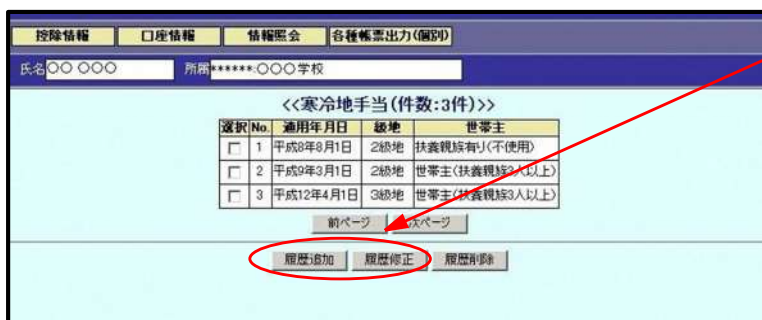 控除情報 口座情報 情報照会 各種帳票出力(個別)
氏名 〇〇 〇〇〇 所属 ******:〇〇〇学校
<<寒冷地手当(件数:3件)>>
選択 No. 適用年月日 級地 世帯主
1 平成8年8月1日 2級地 扶養親族有り(不使用)
2 平成9年3月1日 2級地 世帯主(扶養親族3人以上)
3 平成12年4月1日 3級地 世帯主(扶養親族3人以上)
前ページ 次ページ
履歴追加 履歴修正 履歴削除